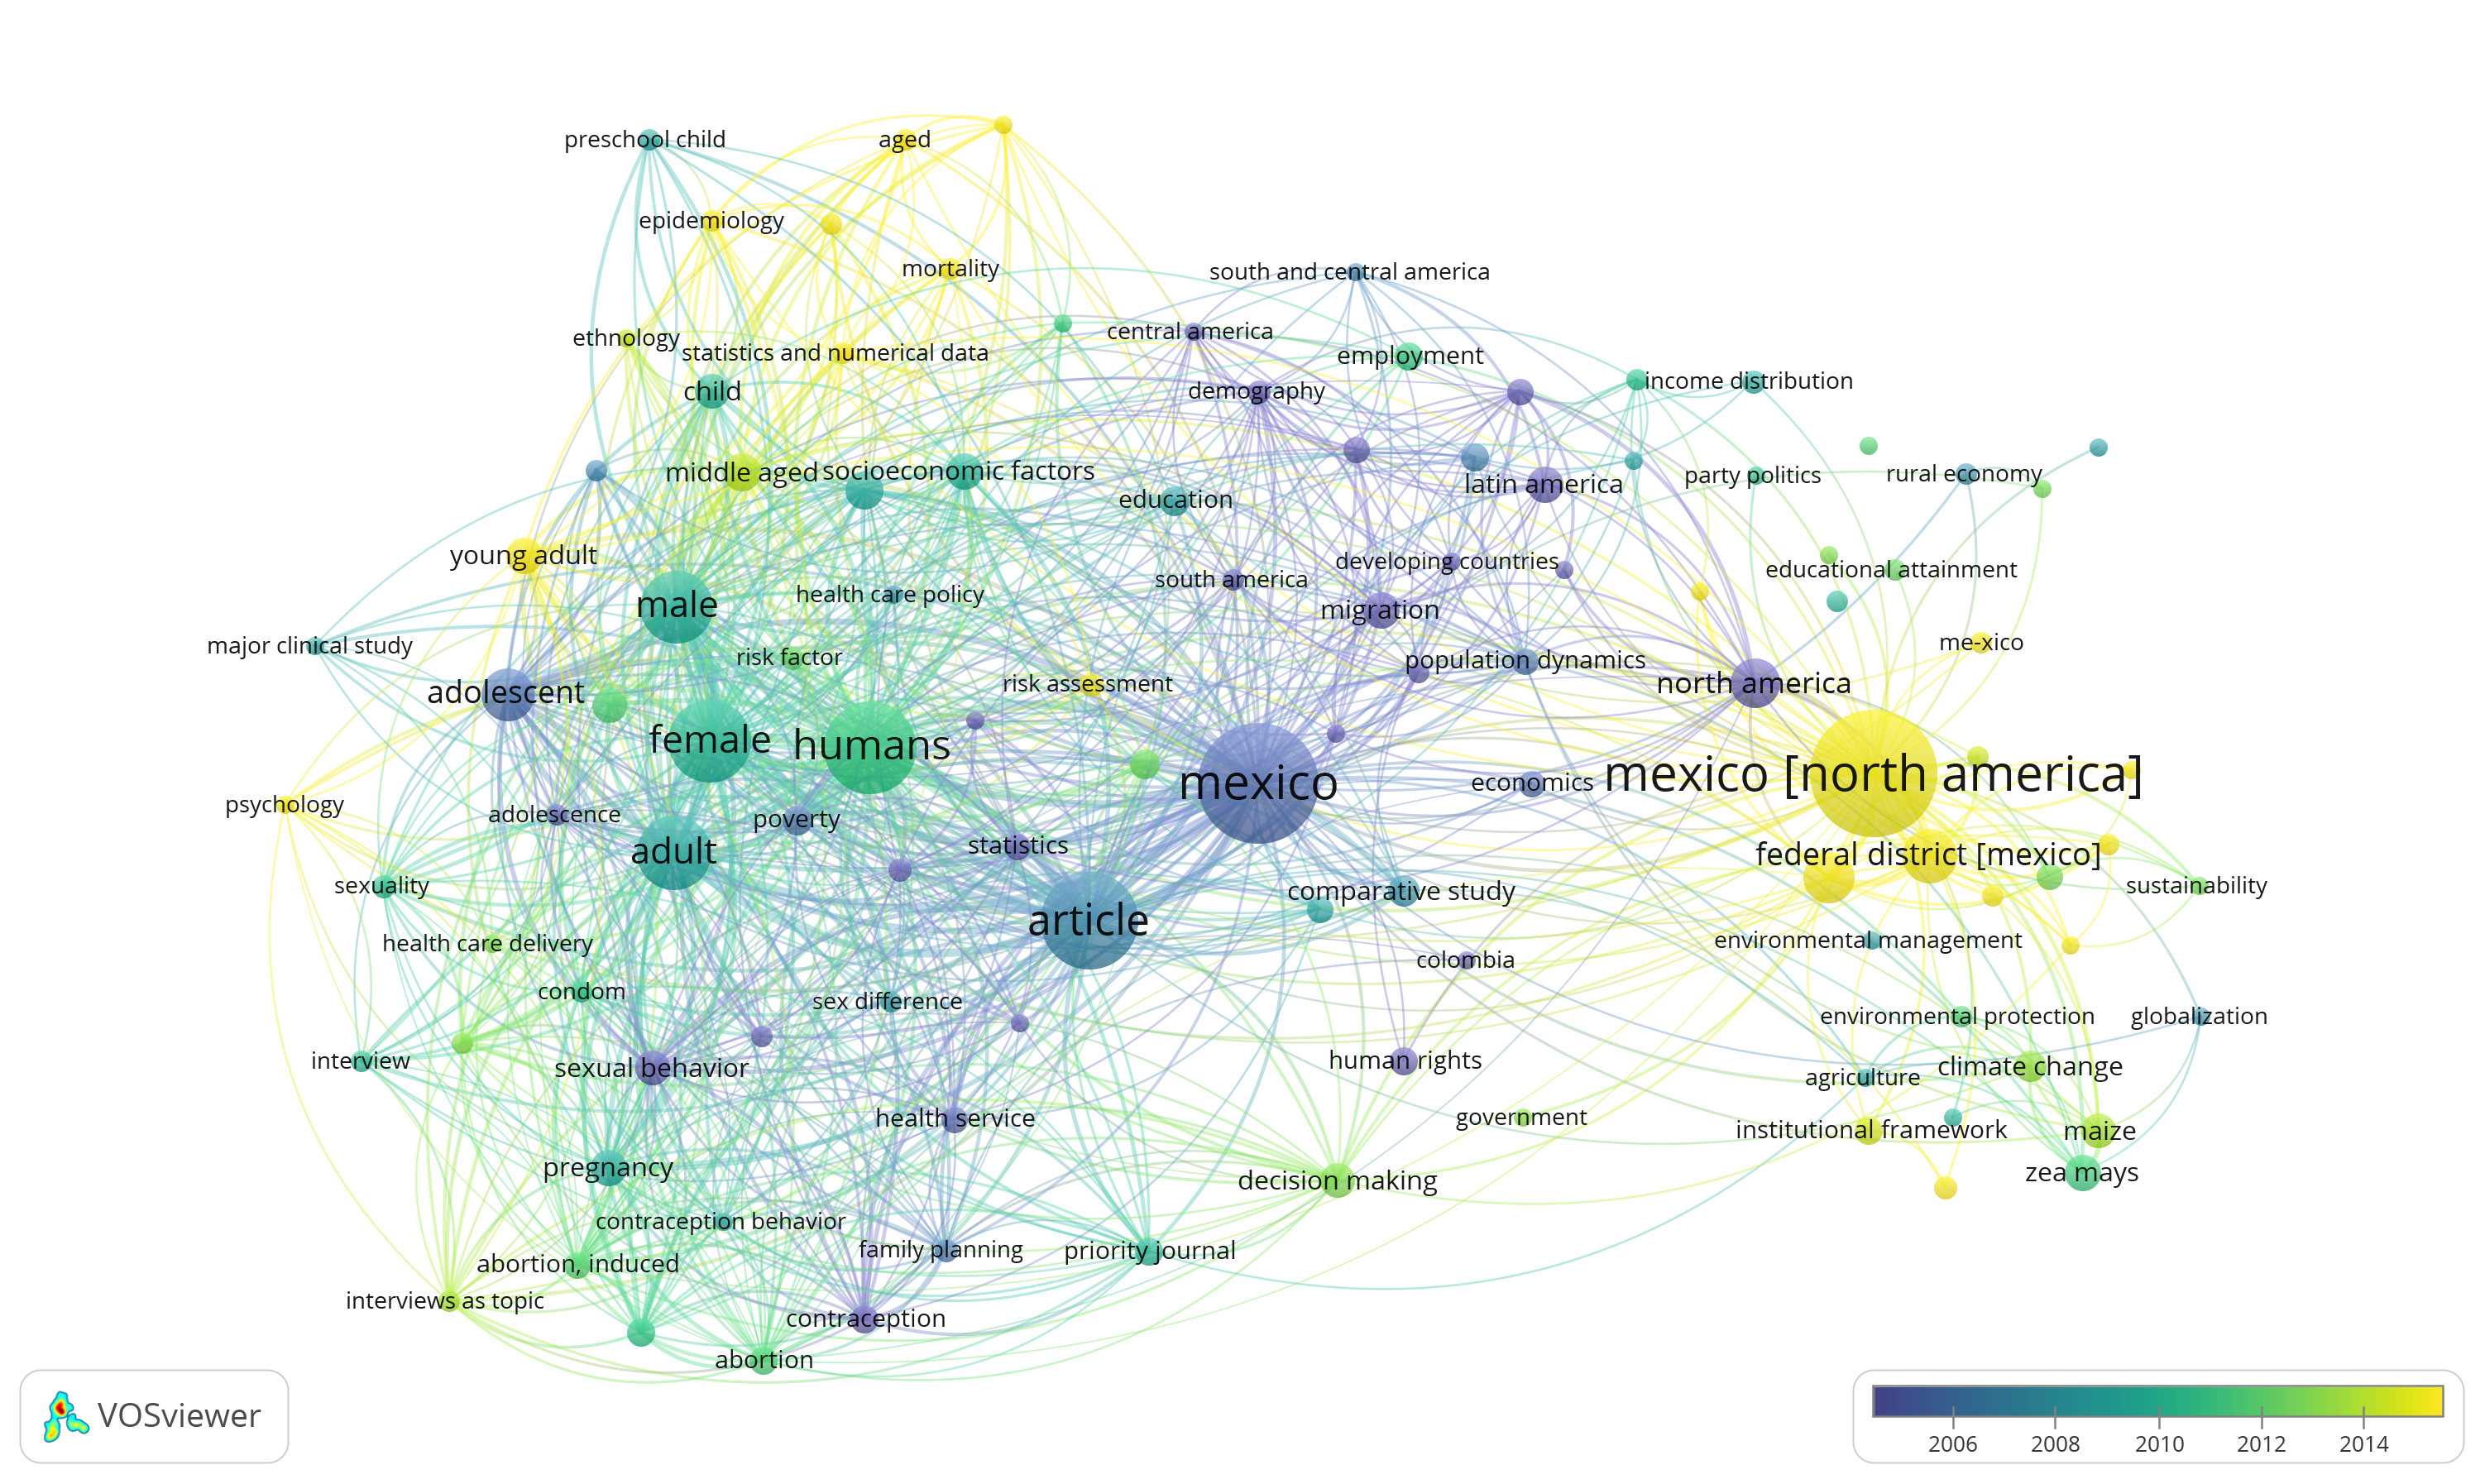 preschool child
aged
epidemiology
mortality
south and central america
ethnology
statistics and numerical data
central america
employment
child
demography
income distribution
middle aged
socioeconomic factors
education
latin america
party politics
rural economy
young adult
male
health care policy
south america
developing countries
migration
educational attainment
major clinical study
risk factor
risk assessment
population dynamics
me-xico
adolescent
north america
female
humans
mexico
economics
mexico [north america]
psychology
adolescence
poverty
statistics
adult
federal district [mexico]
sexuality
article
comparative study
sustainability
health care delivery
environmental management
colombia
condom
sex difference
environmental protection
globalization
interview
sexual behavior
human rights
climate change
agriculture
health service
government
institutional framework
maize
pregnancy
decision making
zea mays
contraception behavior
family planning
priority journal
abortion, induced
interviews as topic
contraception
abortion
VOSviewer
2006
2008
2010
2012
2014